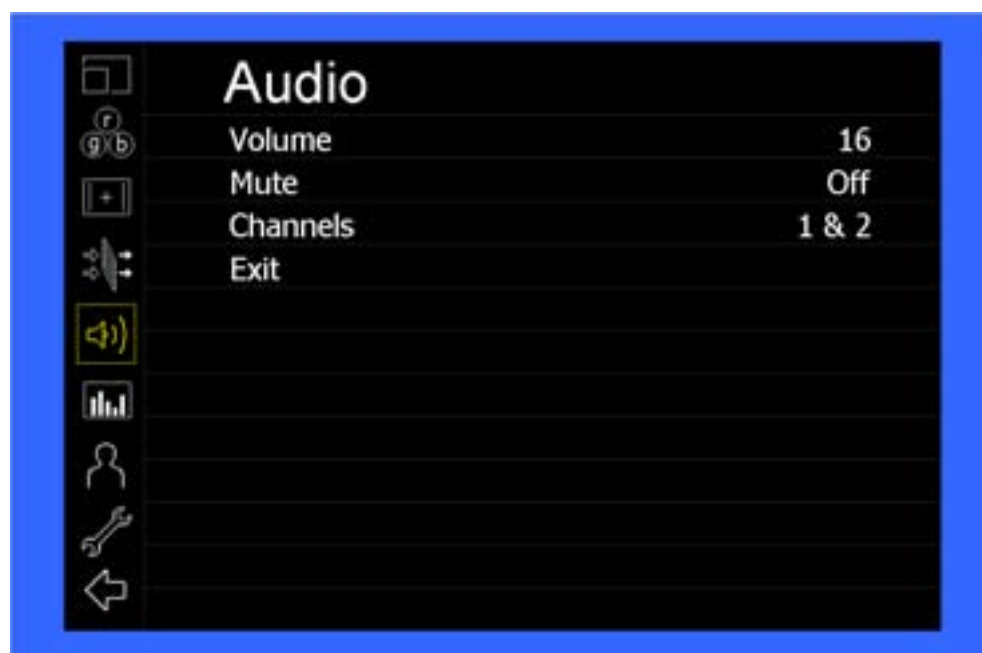 Audio
r
g b
Volume 16
Mute Off
Channels 1 & 2
Exit